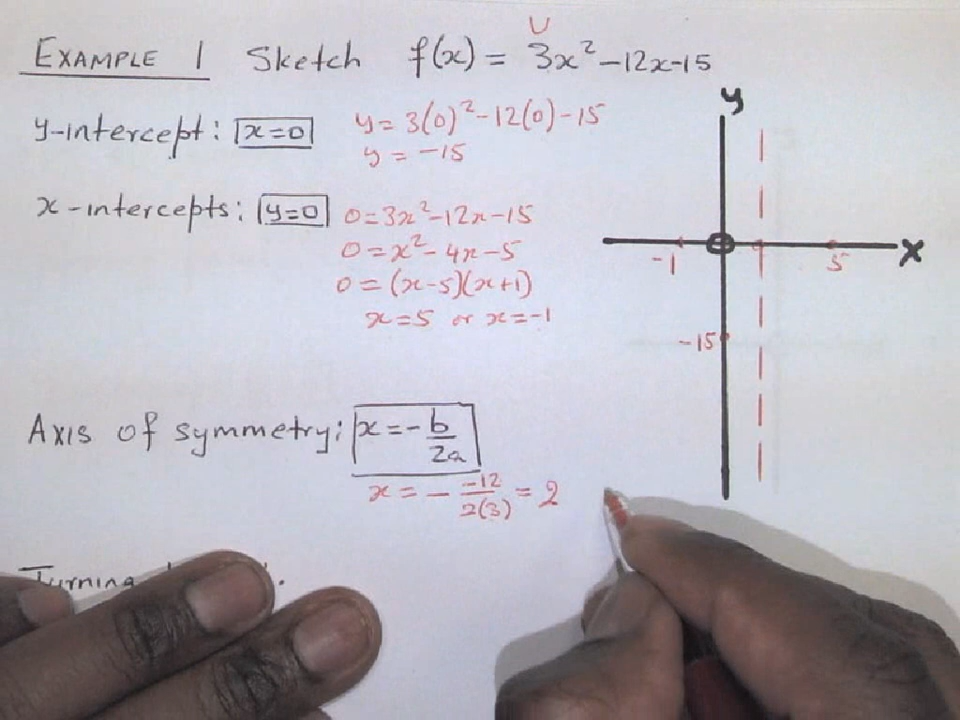 U
EXAMPLE 1 Sketch f(x) = 3x² -12x-15
y-intercept: x=0 y = 3(0)² -12(0) -15
y = -15
x-intercepts: y=0 0=3x²-12x-15
0=x²-4x-5
0=(x-5)(x+1)
x=5 or x=-1
Axis of symmetry: x = -b/2a
x = - -12/2(3) = 2
Turning
y
x
-1
5
-15